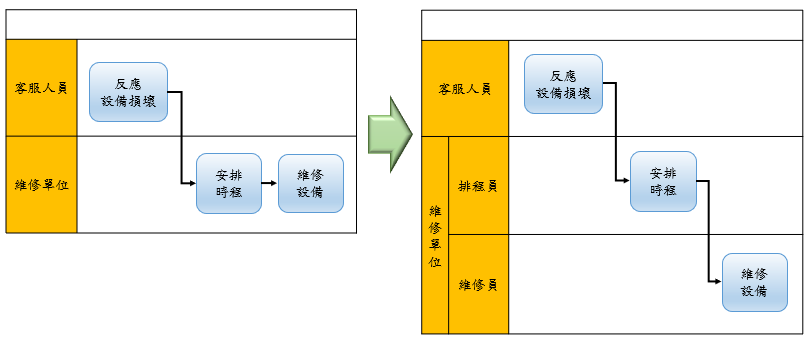 客服人員
反應
設備損壞
維修單位
安排
時程
維修
設備
客服人員
反應
設備損壞
維修單位
排程員
安排
時程
維修員
維修
設備